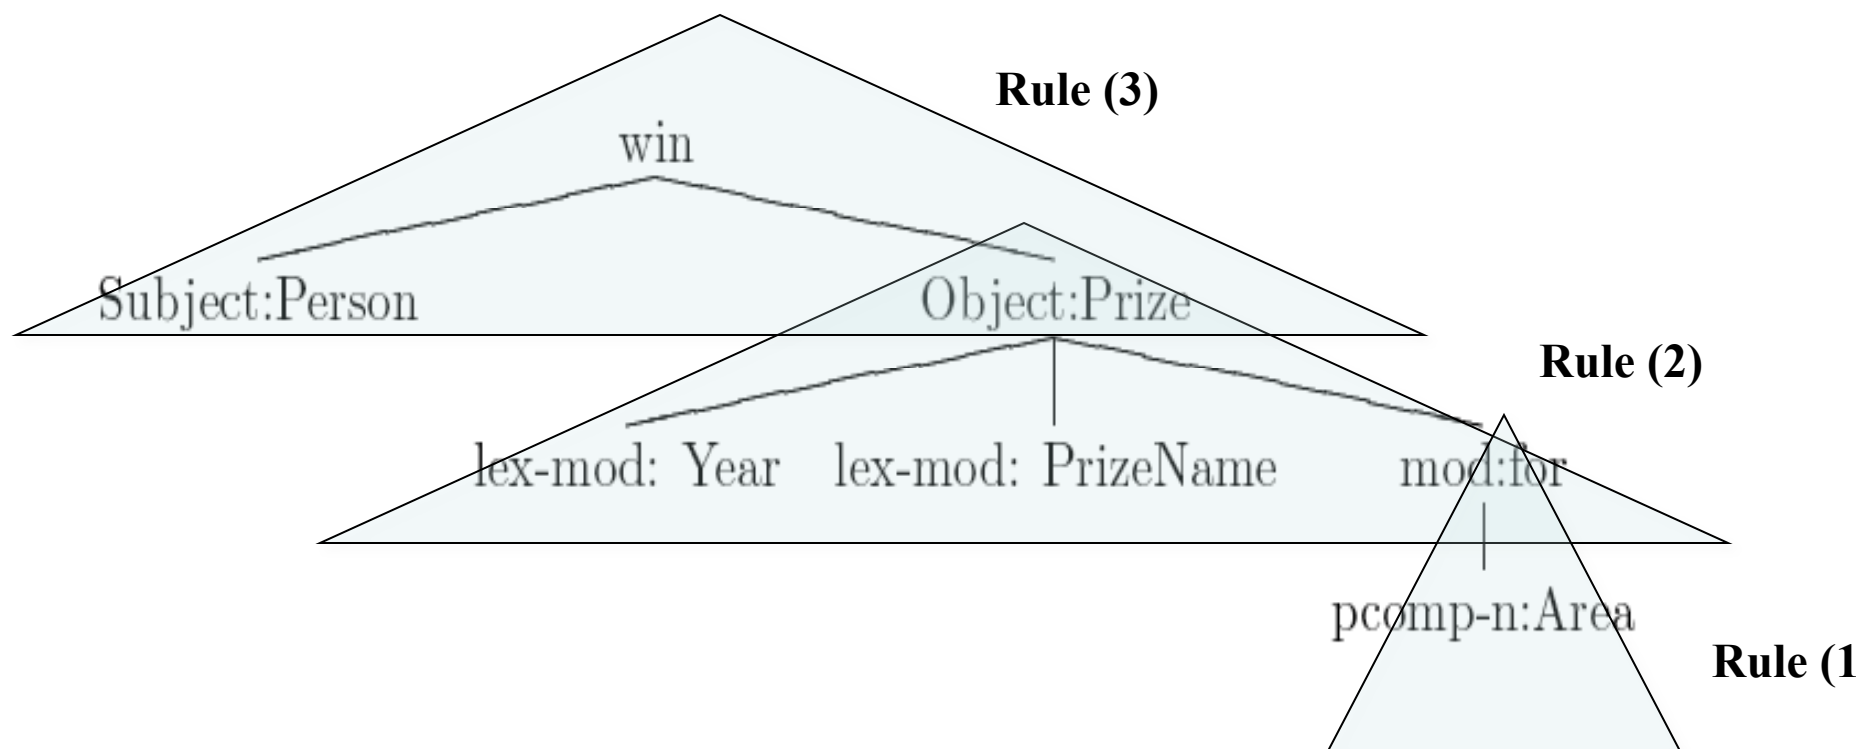 Rule (3)
win
Subject:Person Object:Prize
Rule (2)
lex-mod: Year lex-mod: PrizeName mod:for
pcomp-n:Area
Rule (1